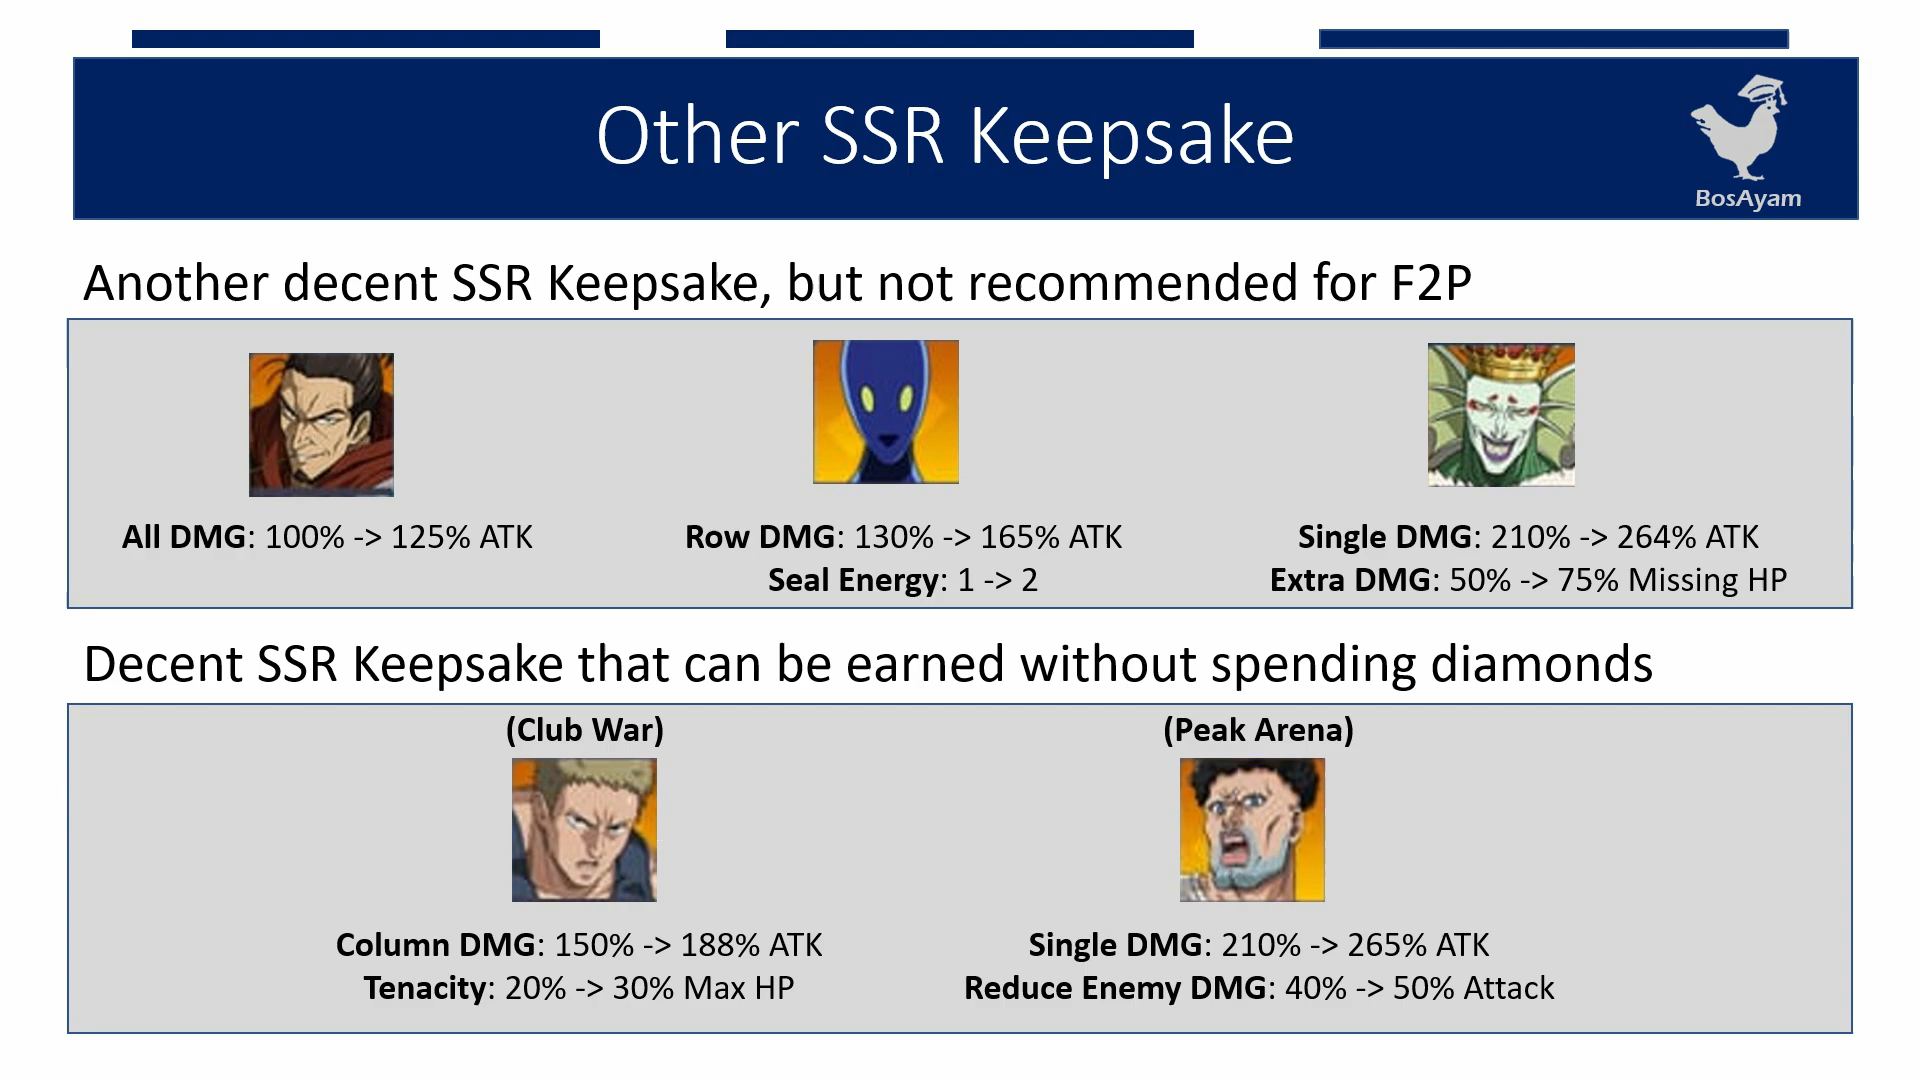 Other SSR Keepsake
BosAyam
Another decent SSR Keepsake, but not recommended for F2P
All DMG: 100% -> 125% ATK
Row DMG: 130% -> 165% ATK
Seal Energy: 1 -> 2
Single DMG: 210% -> 264% ATK
Extra DMG: 50% -> 75% Missing HP
Decent SSR Keepsake that can be earned without spending diamonds
(Club War)
Column DMG: 150% -> 188% ATK
Tenacity: 20% -> 30% Max HP
(Peak Arena)
Single DMG: 210% -> 265% ATK
Reduce Enemy DMG: 40% -> 50% Attack